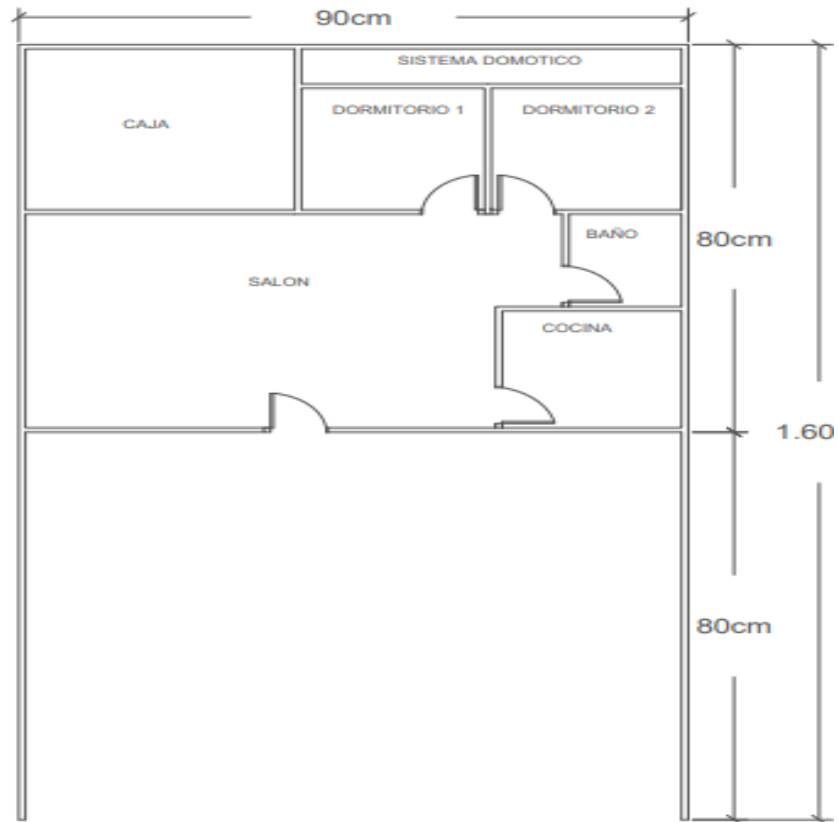 90cm
SISTEMA DOMOTICO
CAJA
DORMITORIO 1
DORMITORIO 2
BAÑO
80cm
SALON
COCINA
1.60
80cm